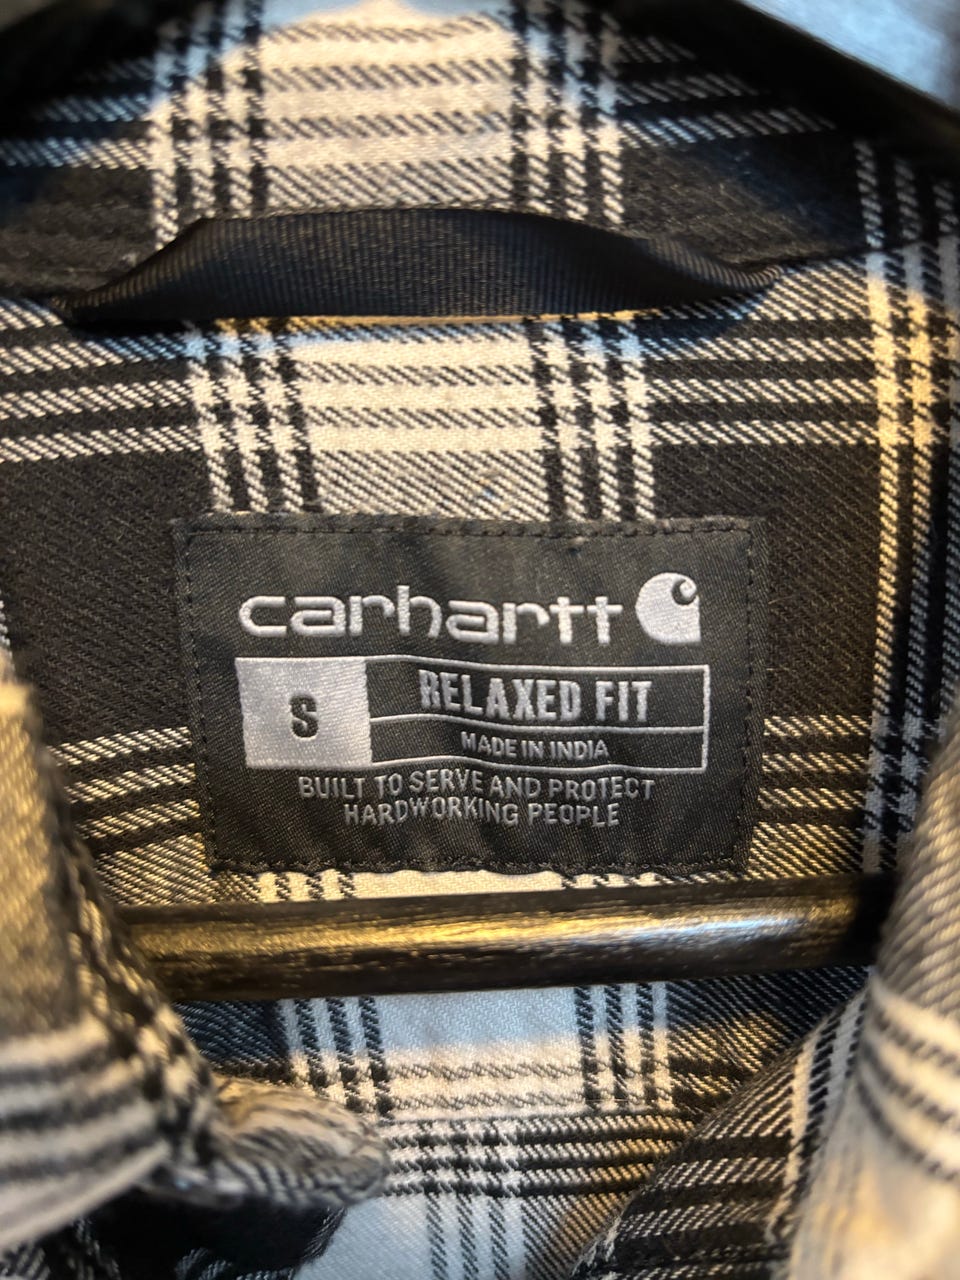 carhartt
S
RELAXED FIT
MADE IN INDIA
BUILT TO SERVE AND PROTECT
HARDWORKING PEOPLE